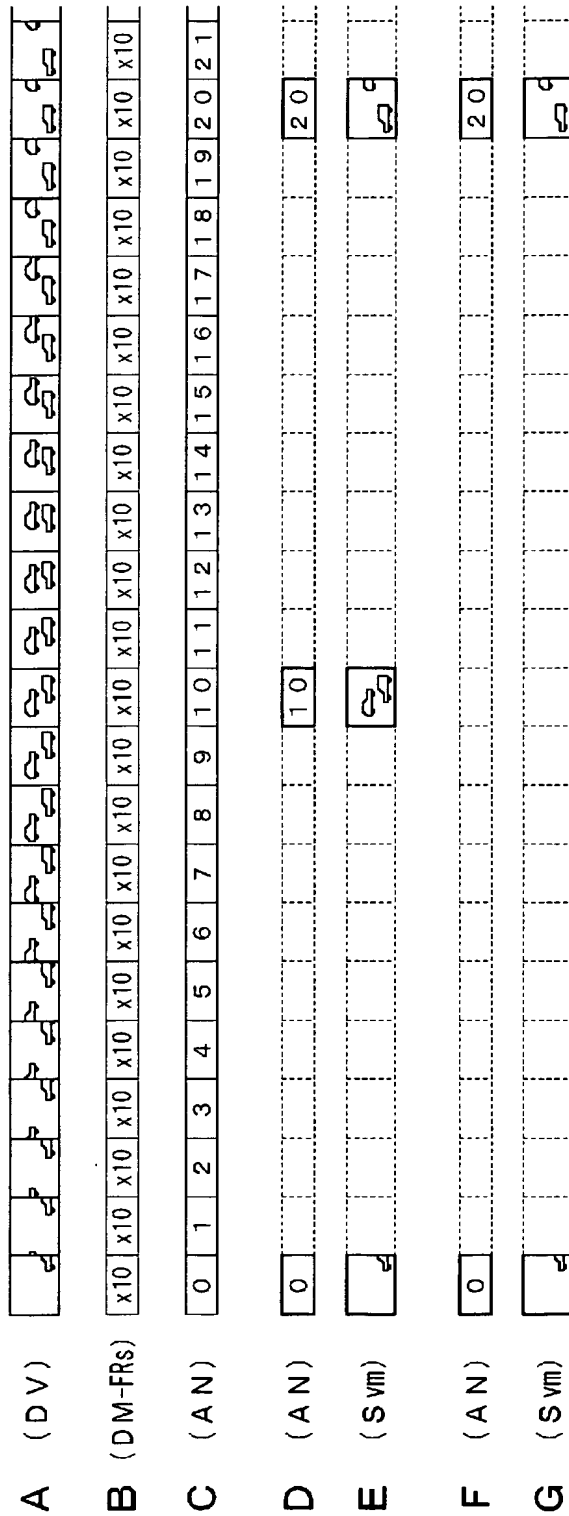 A (DV)
B (DM-FRs) x10 x10 x10 x10 x10 x10 x10 x10 x10 x10 x10 x10 x10 x10 x10 x10 x10 x10 x10 x10 x10 x10
C (AN) 0 1 2 3 4 5 6 7 8 9 10 11 12 13 14 15 16 17 18 19 20 21
D (AN) 0 10 20
E (Svm)
F (AN) 0 20
G (Svm)